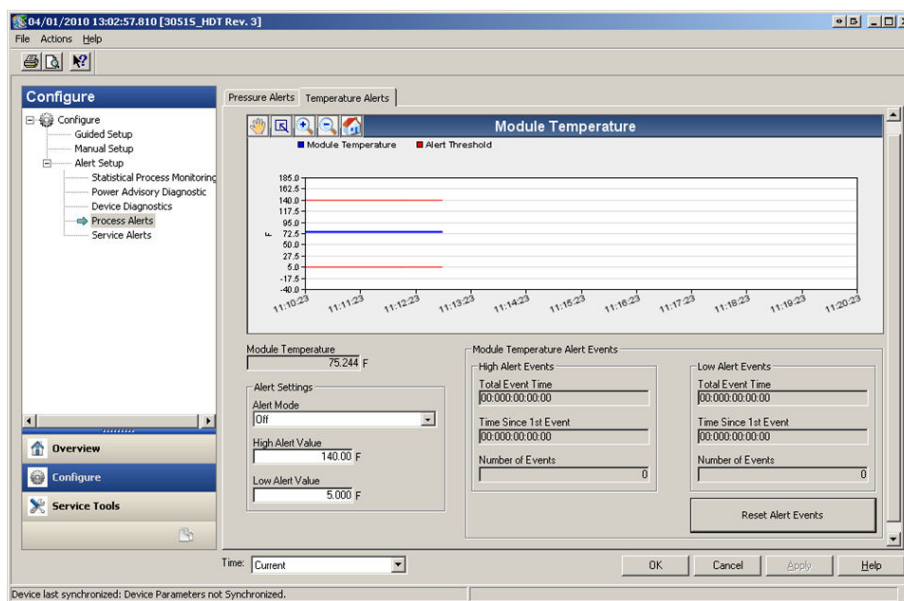 04/01/2010 13:02:57.810 [3051S_HDT Rev. 3]
File Actions Help
Configure
Configure
Guided Setup
Manual Setup
Alert Setup
Statistical Process Monitoring
Power Advisory Diagnostic
Device Diagnostics
Process Alerts
Service Alerts
Overview
Configure
Service Tools
Pressure Alerts Temperature Alerts
Module Temperature
Module Temperature Alert Threshold
185.0
162.5
140.0
117.5
95.0
72.5
50.0
27.5
5.0
-17.5
-40.0
F
11:10:23 11:11:23 11:12:23 11:13:23 11:14:23 11:15:23 11:16:23 11:17:23 11:18:23 11:19:23 11:20:23
Module Temperature
75.244 F
Alert Settings
Alert Mode
Off
High Alert Value
140.00 F
Low Alert Value
5.000 F
Module Temperature Alert Events
High Alert Events
Total Event Time
00:000:00:00:00
Time Since 1st Event
00:000:00:00:00
Number of Events
0
Low Alert Events
Total Event Time
00:000:00:00:00
Time Since 1st Event
00:000:00:00:00
Number of Events
0
Reset Alert Events
Time: Current
OK Cancel Apply Help
Device last synchronized: Device Parameters not Synchronized.